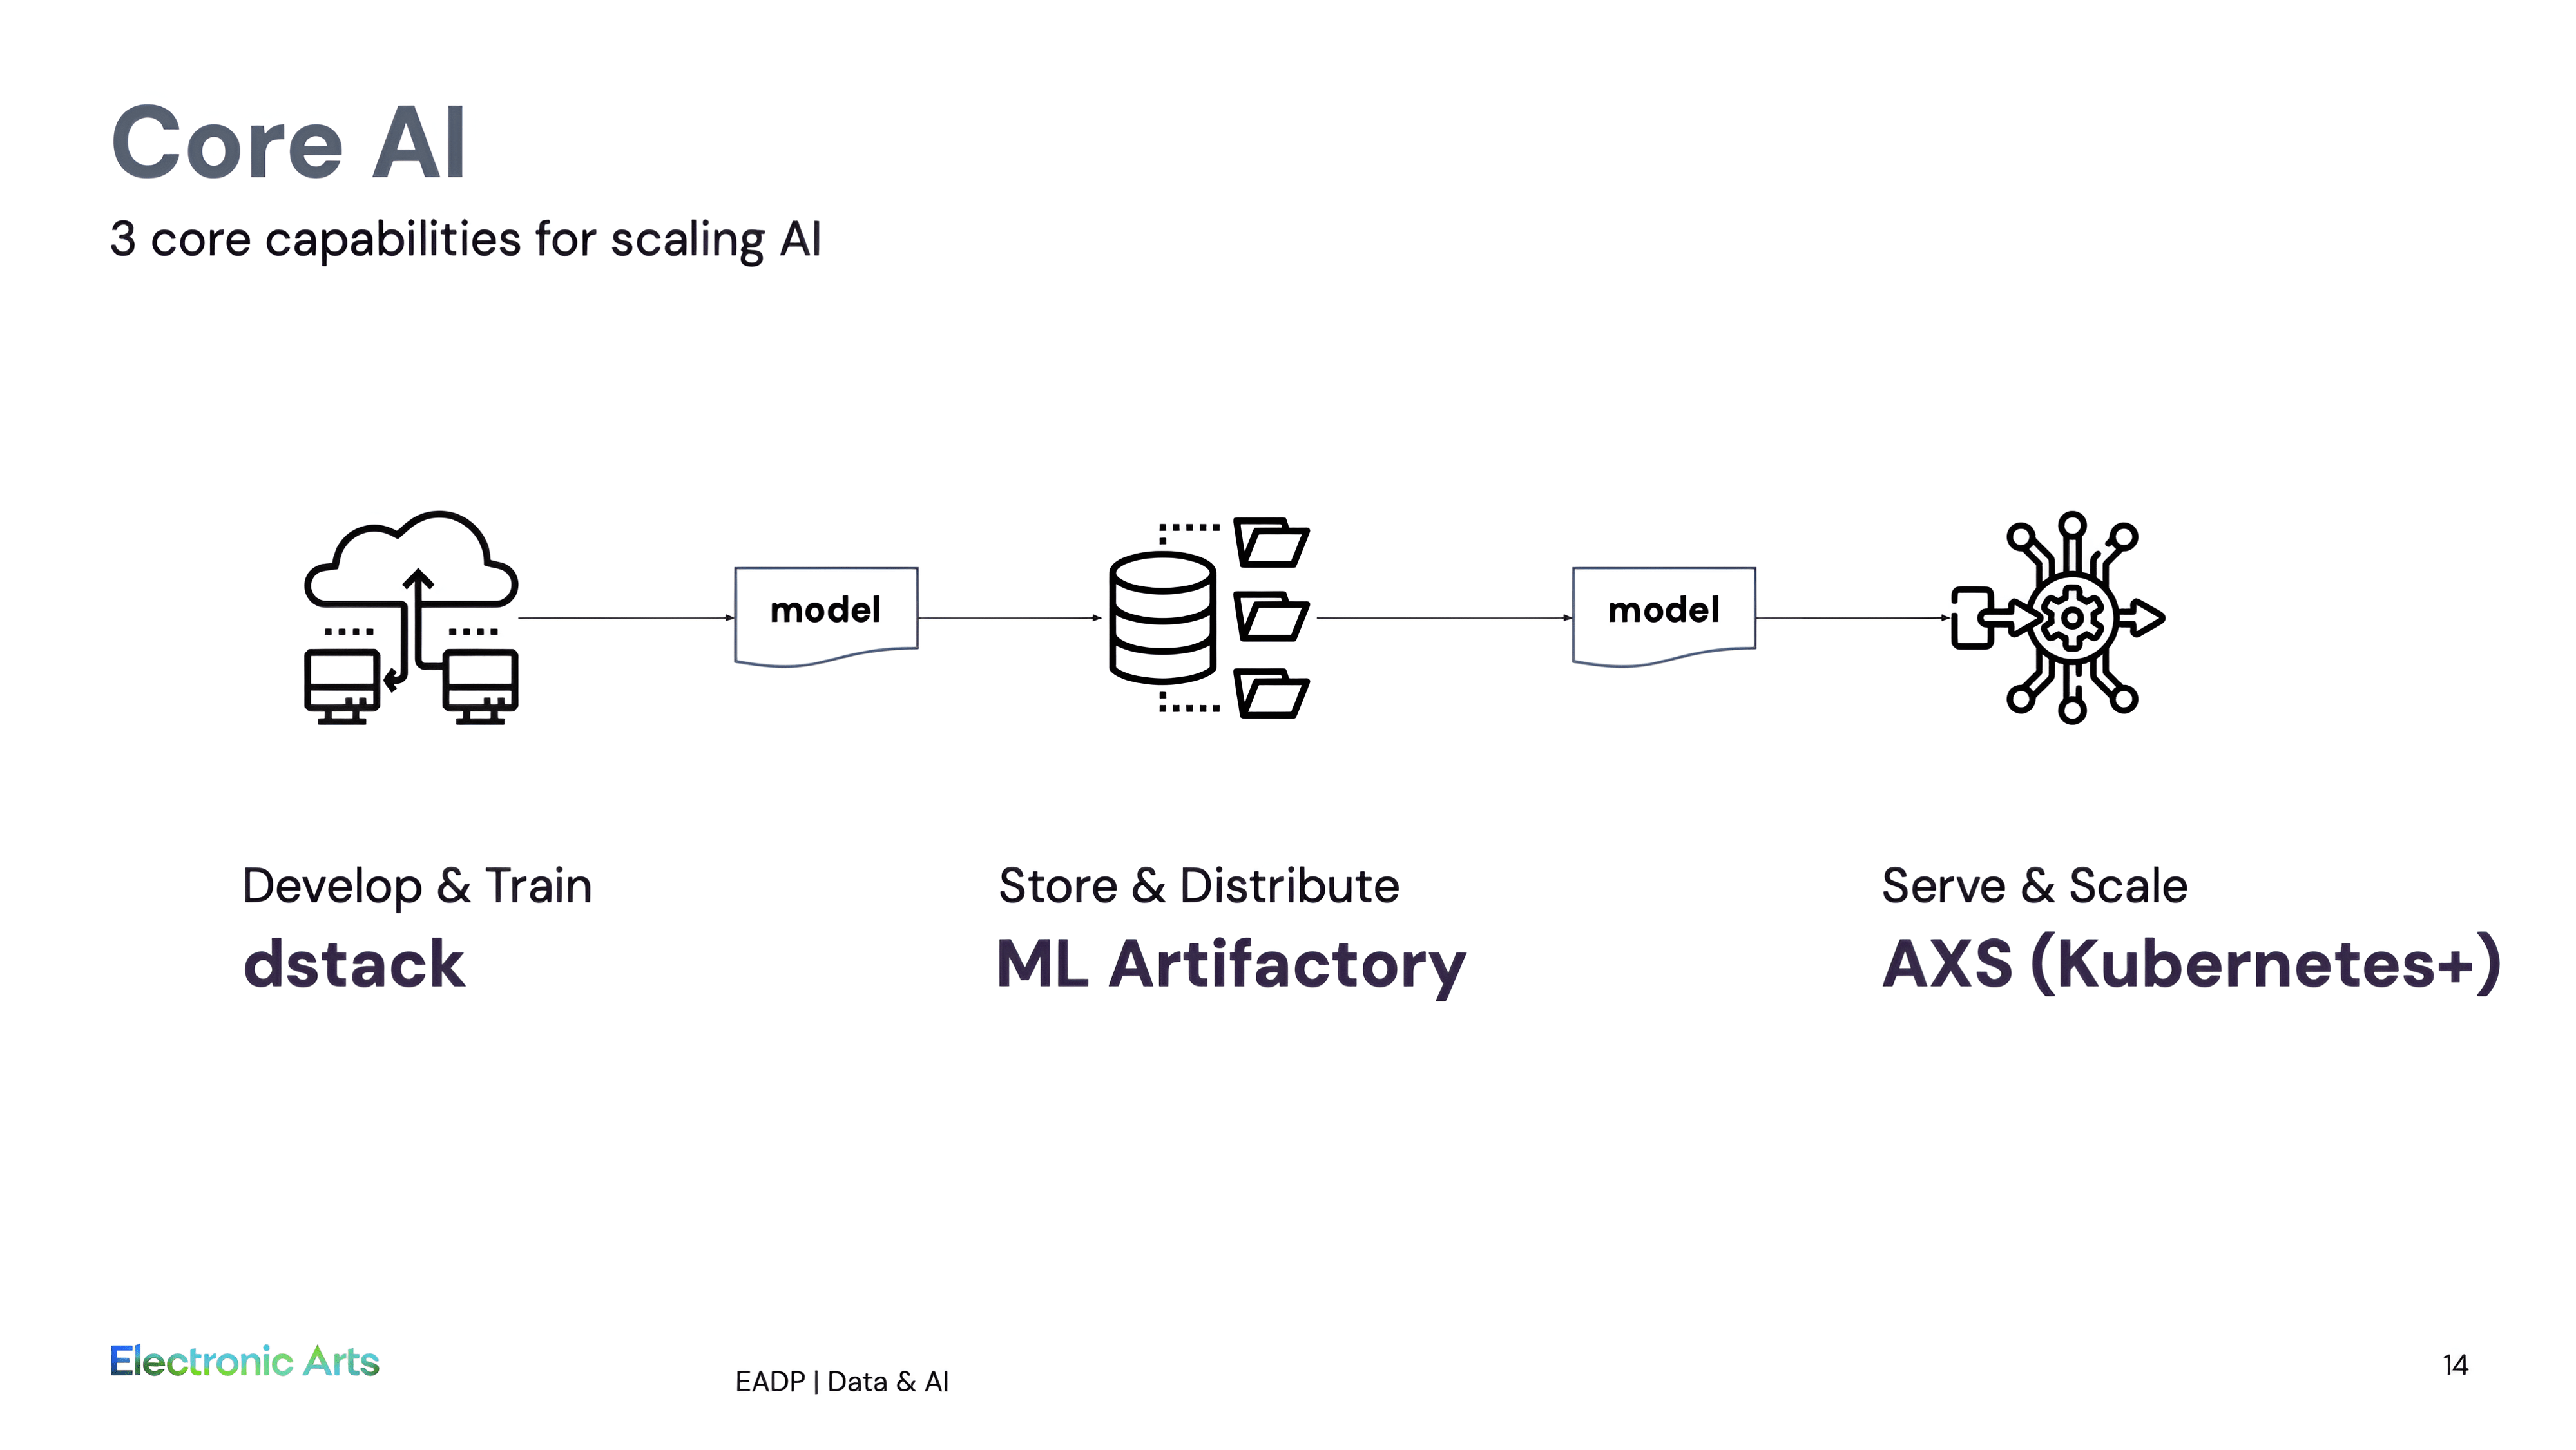 Core AI
3 core capabilities for scaling AI
model
model
Develop & Train
dstack
Store & Distribute
ML Artifactory
Serve & Scale
AXS (Kubernetes+)
Electronic Arts
EADP | Data & AI
14